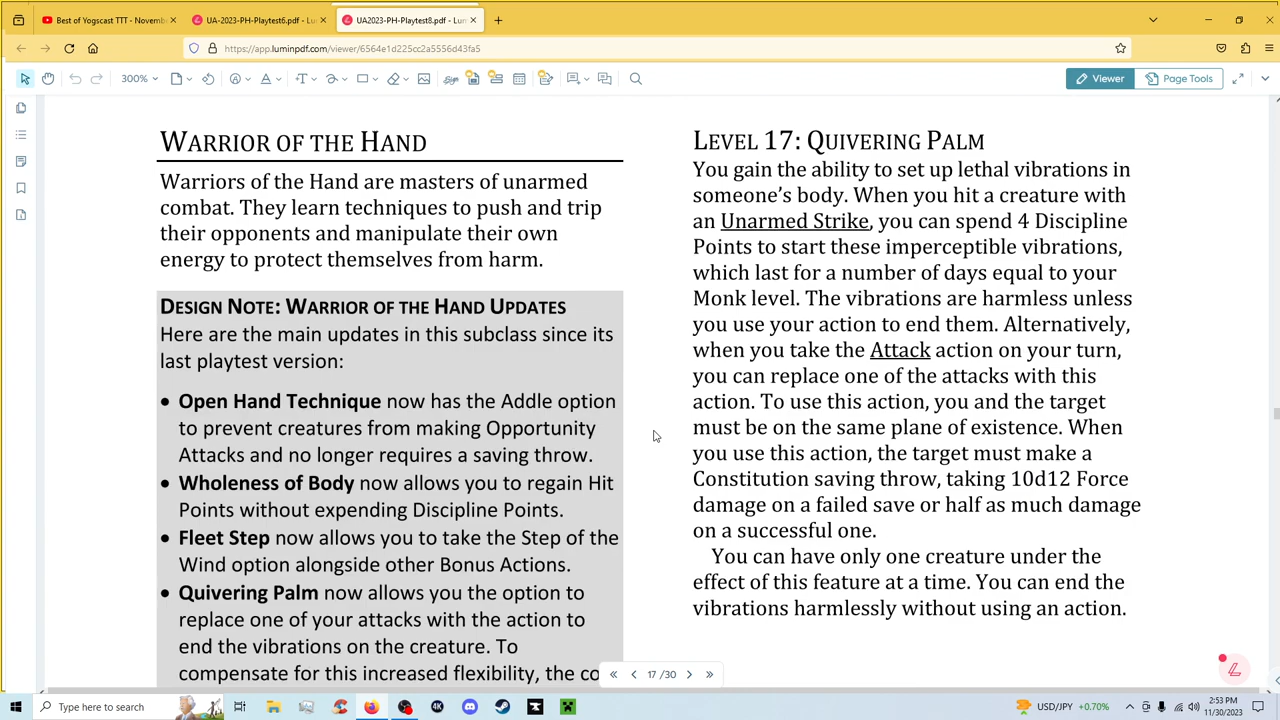 Best of Yogscast TTT - Novemb
UA-2023-PH-Playtest6.pdf - Lu
UA2023-PH-Playtest8.pdf - Lum
https://app.luminpdf.com/viewer/6564e1d225cc2a5556d43fa5
300%
Viewer
Page Tools
WARRIOR OF THE HAND
Warriors of the Hand are masters of unarmed
combat. They learn techniques to push and trip
their opponents and manipulate their own
energy to protect themselves from harm.
DESIGN NOTE: WARRIOR OF THE HAND UPDATES
Here are the main updates in this subclass since its
last playtest version:
• Open Hand Technique now has the Addle option
to prevent creatures from making Opportunity
Attacks and no longer requires a saving throw.
• Wholeness of Body now allows you to regain Hit
Points without expending Discipline Points.
• Fleet Step now allows you to take the Step of the
Wind option alongside other Bonus Actions.
• Quivering Palm now allows you the option to
replace one of your attacks with the action to
end the vibrations on the creature. To
compensate for this increased flexibility, the co
LEVEL 17: QUIVERING PALM
You gain the ability to set up lethal vibrations in
someone's body. When you hit a creature with
an Unarmed Strike, you can spend 4 Discipline
Points to start these imperceptible vibrations,
which last for a number of days equal to your
Monk level. The vibrations are harmless unless
you use your action to end them. Alternatively,
when you take the Attack action on your turn,
you can replace one of the attacks with this
action. To use this action, you and the target
must be on the same plane of existence. When
you use this action, the target must make a
Constitution saving throw, taking 10d12 Force
damage on a failed save or half as much damage
on a successful one.
You can have only one creature under the
effect of this feature at a time. You can end the
vibrations harmlessly without using an action.
17 /30
Type here to search
USD/JPY +0.70%
2:53 PM
11/30/2023